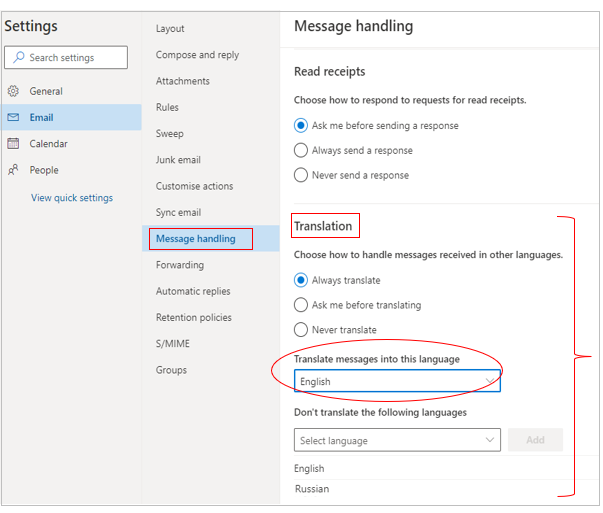 Settings
Search settings
General
Email
Calendar
People
View quick settings
Layout
Compose and reply
Attachments
Rules
Sweep
Junk email
Customise actions
Sync email
Message handling
Forwarding
Automatic replies
Retention policies
S/MIME
Groups
Message handling
Read receipts
Choose how to respond to requests for read receipts.
Ask me before sending a response
Always send a response
Never send a response
Translation
Choose how to handle messages received in other languages.
Always translate
Ask me before translating
Never translate
Translate messages into this language
English
Don't translate the following languages
Select language
Add
English
Russian